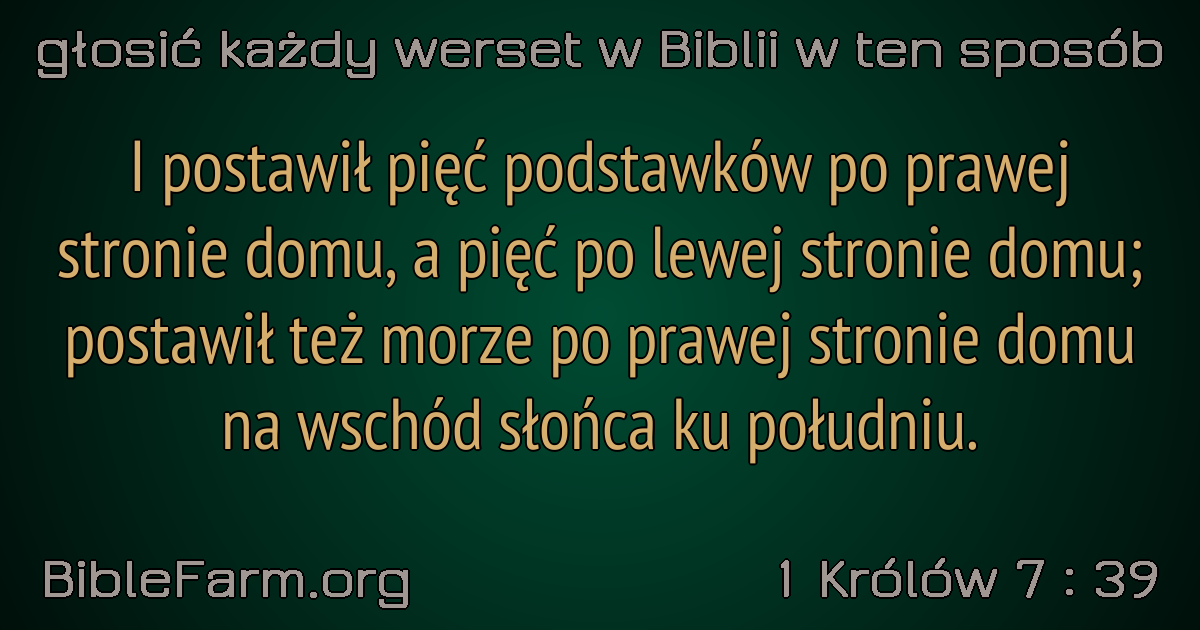 głosić każdy werset w Biblii w ten sposób
I postawił pięć podstawków po prawej
stronie domu, a pięć po lewej stronie domu;
postawił też morze po prawej stronie domu
na wschód słońca ku południu.
BibleFarm.org
1 Królów 7 : 39